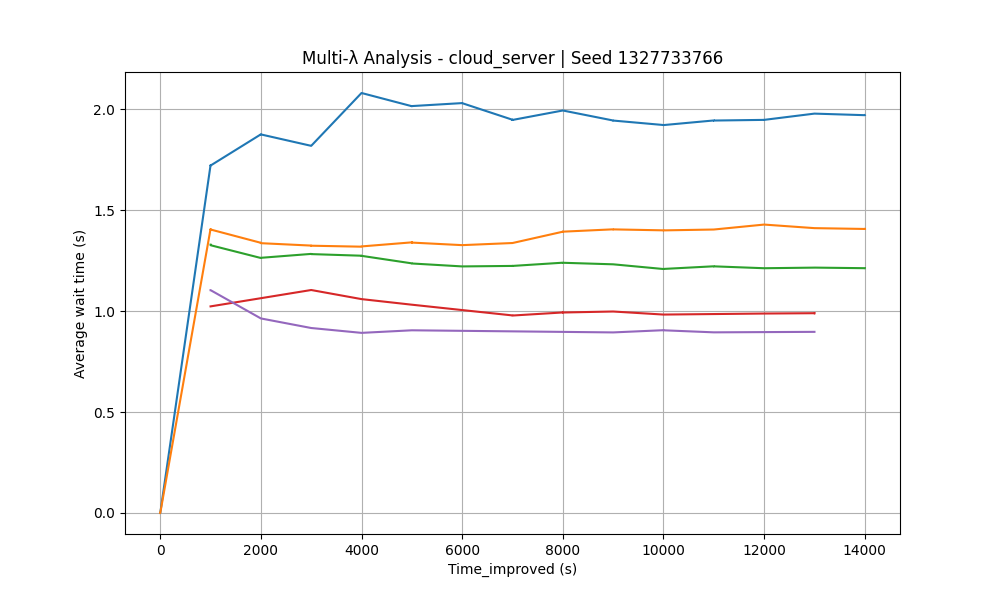 Multi-λ Analysis - cloud_server | Seed 1327733766
Average wait time (s)
2.0
1.5
1.0
0.5
0.0
0 2000 4000 6000 8000 10000 12000 14000
Time_improved (s)